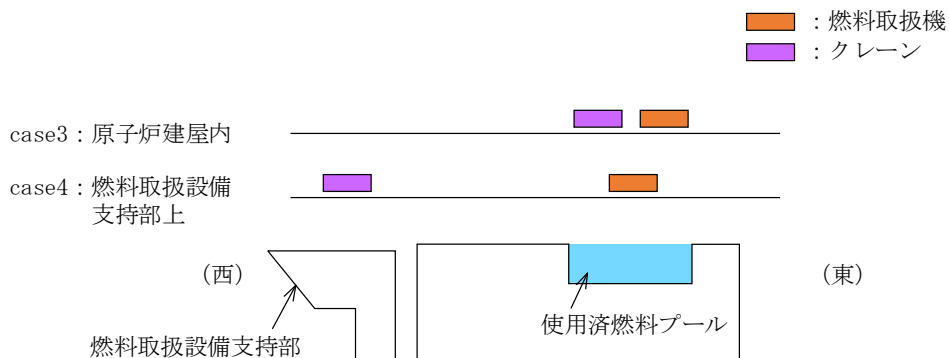 ：燃料取扱機
：クレーン
case3：原子炉建屋内
case4：燃料取扱設備
支持部上
（西）
（東）
使用済燃料プール
燃料取扱設備支持部